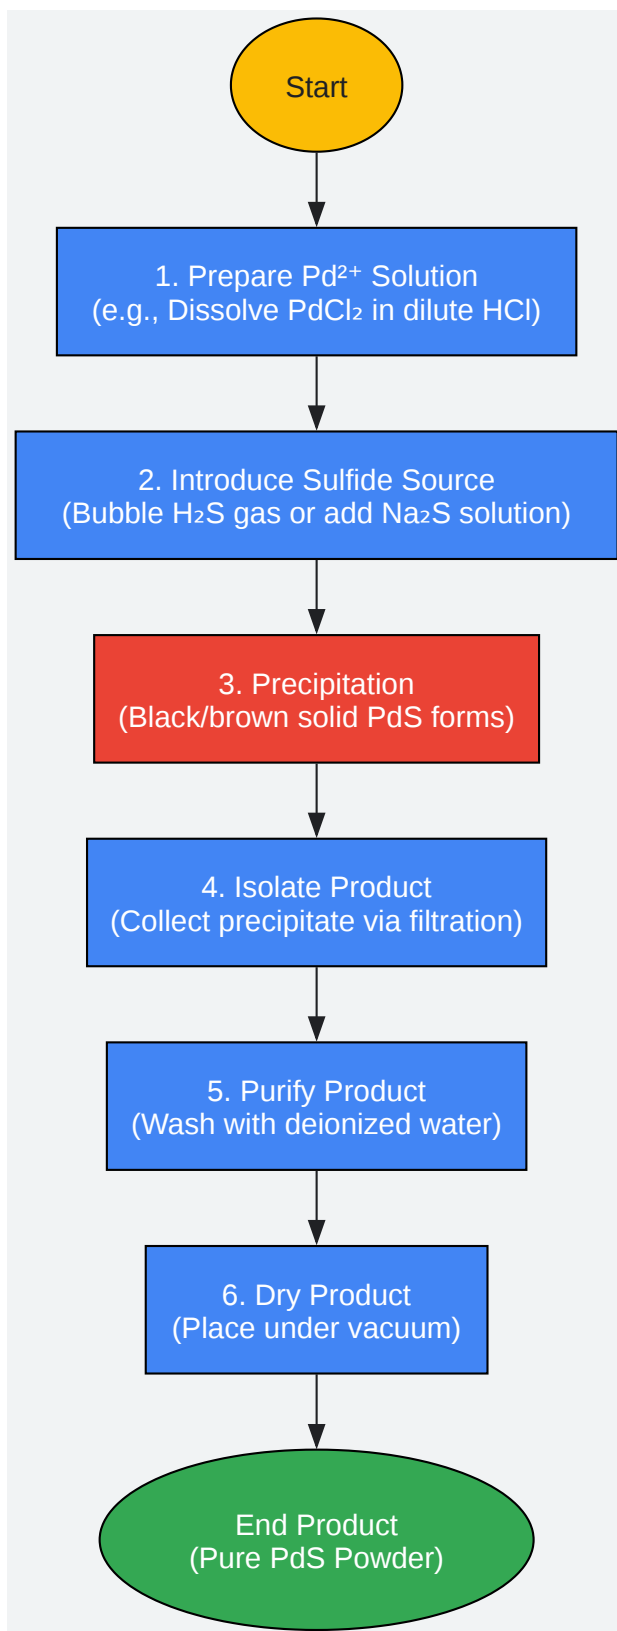 Start
1. Prepare Pd²⁺ Solution
(e.g., Dissolve PdCl₂ in dilute HCl)
2. Introduce Sulfide Source
(Bubble H₂S gas or add Na₂S solution)
3. Precipitation
(Black/brown solid PdS forms)
4. Isolate Product
(Collect precipitate via filtration)
5. Purify Product
(Wash with deionized water)
6. Dry Product
(Place under vacuum)
End Product
(Pure PdS Powder)